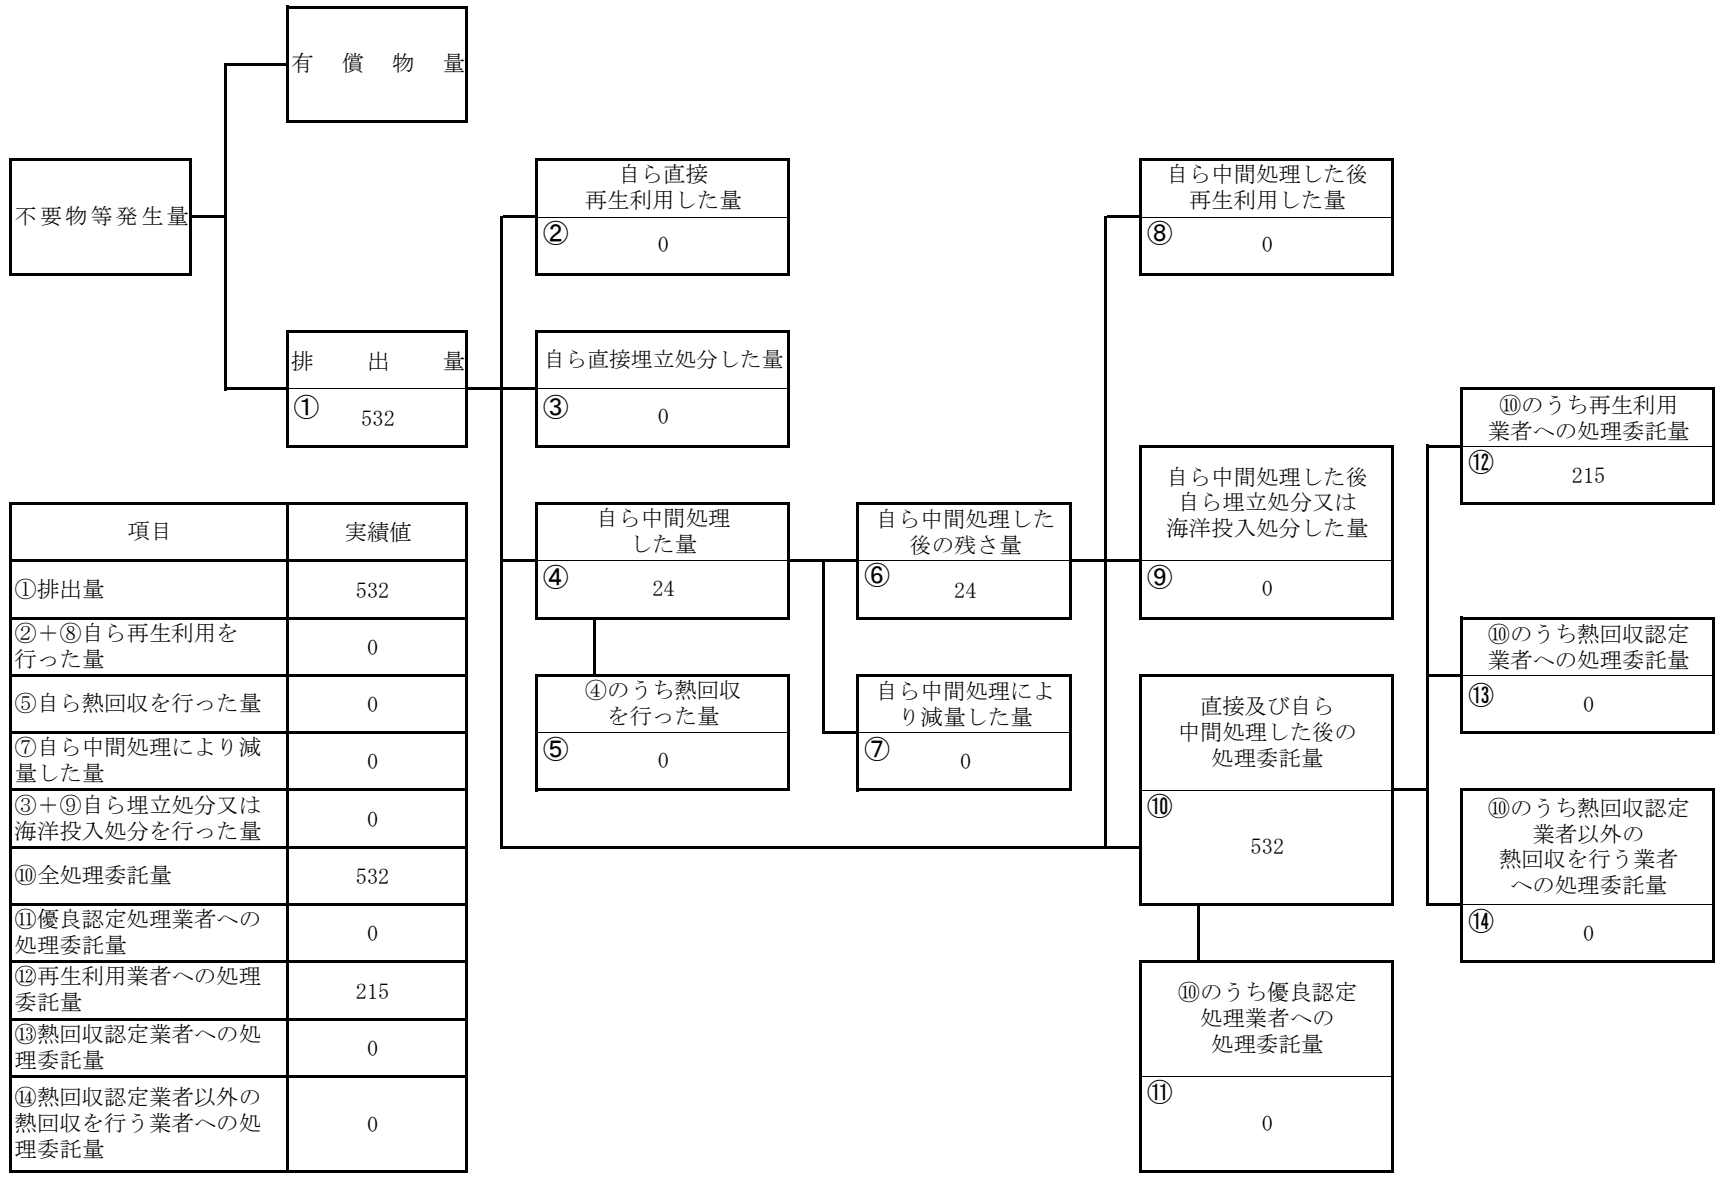 有償物量
不要物等発生量
排出量
①
532
自ら直接
再生利用した量
②
0
自ら直接埋立処分した量
③
0
自ら中間処理
した量
④
24
④のうち熱回収
を行った量
⑤
0
自ら中間処理した
後の残さ量
⑥
24
自ら中間処理によ
り減量した量
⑦
0
自ら中間処理した後
再生利用した量
⑧
0
自ら中間処理した後
自ら埋立処分又は
海洋投入処分した量
⑨
0
直接及び自ら
中間処理した後の
処理委託量
⑩
532
⑩のうち優良認定
処理業者への
処理委託量
⑪
0
⑩のうち再生利用
業者への処理委託量
⑫
215
⑩のうち熱回収認定
業者への処理委託量
⑬
0
⑩のうち熱回収認定
業者以外の
熱回収を行う業者
への処理委託量
⑭
0
項目 実績値
①排出量 532
②＋⑧自ら再生利用を
行った量
0
⑤自ら熱回収を行った量 0
⑦自ら中間処理により減
量した量
0
③＋⑨自ら埋立処分又は
海洋投入処分を行った量
0
⑩全処理委託量 532
⑪優良認定処理業者への
処理委託量
0
⑫再生利用業者への処理
委託量
215
⑬熱回収認定業者への処
理委託量
0
⑭熱回収認定業者以外の
熱回収を行う業者への処
理委託量
0